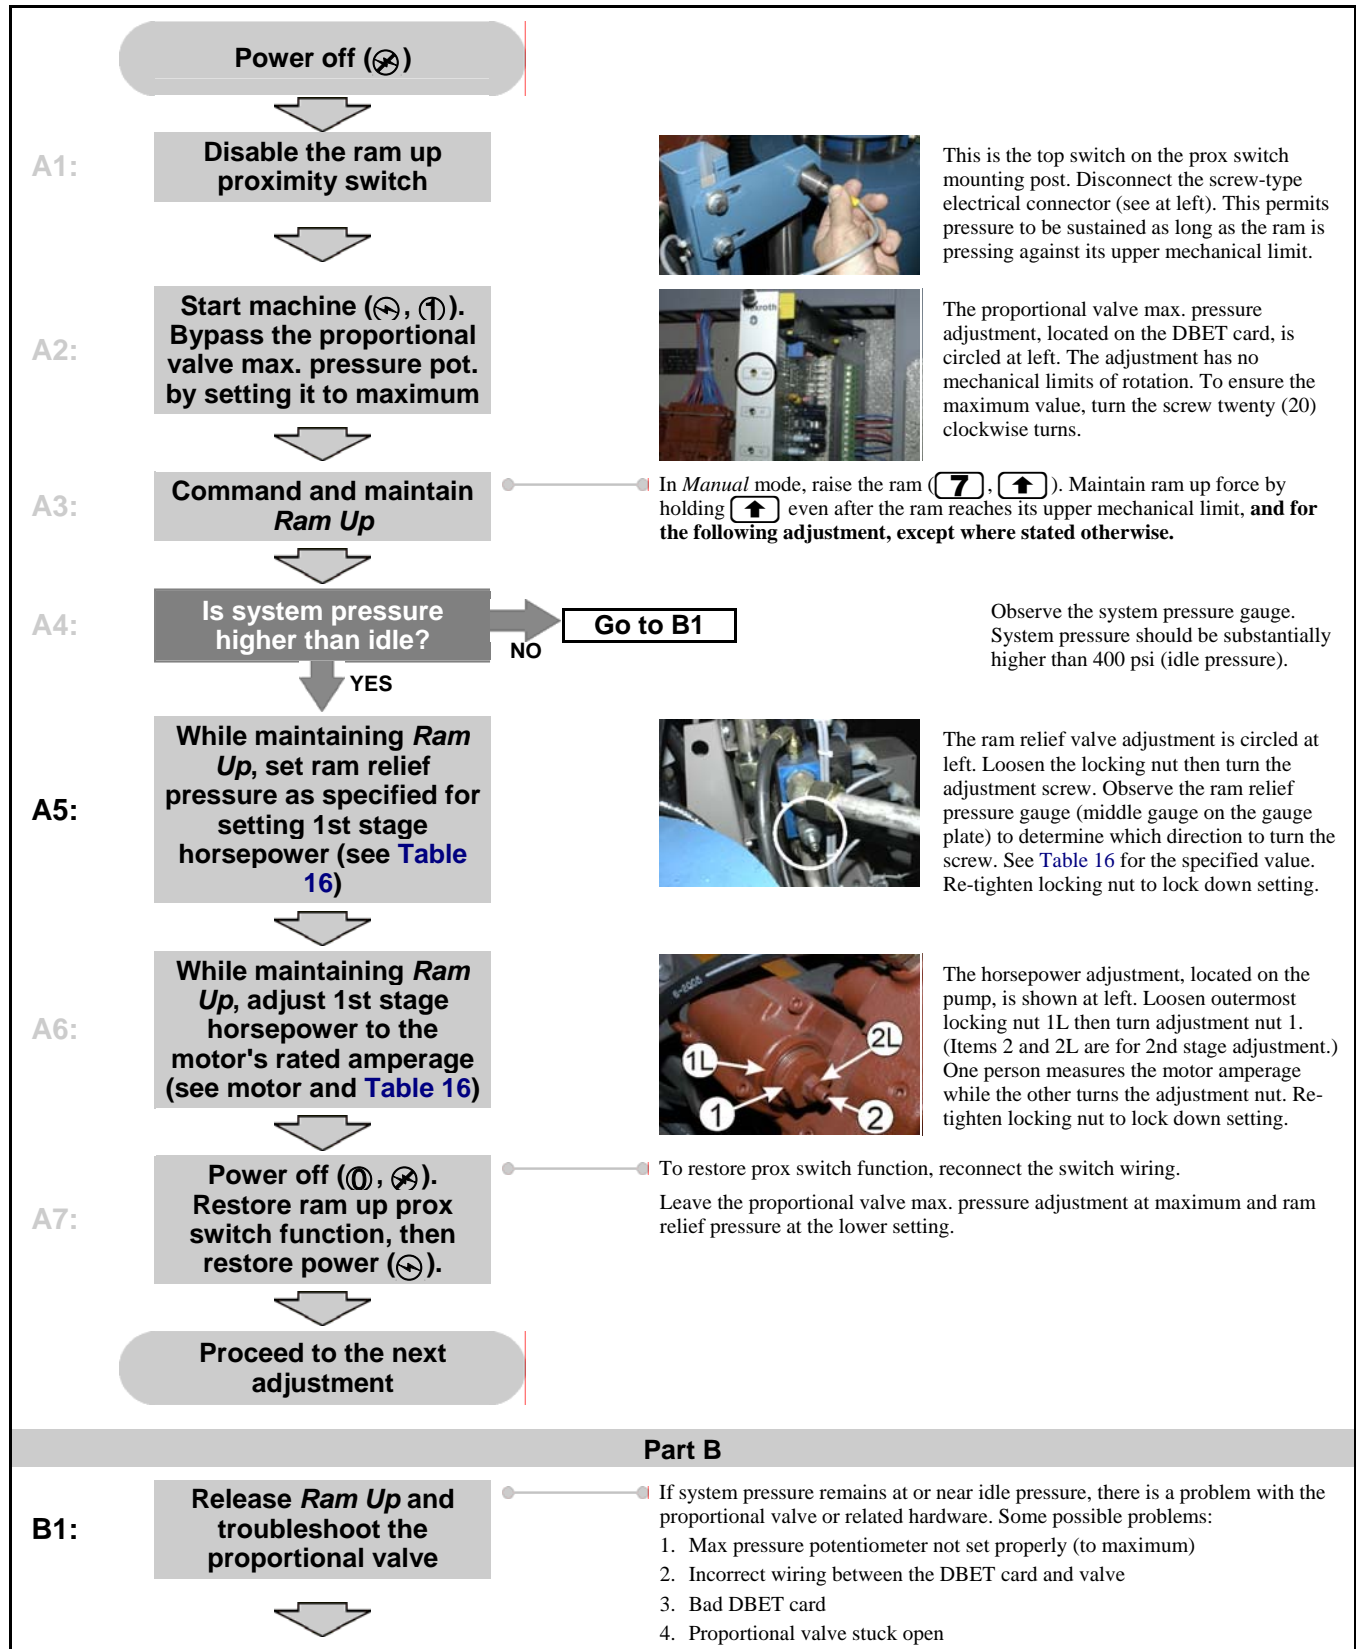 Power off ( )
A1:
Disable the ram up
proximity switch
This is the top switch on the prox switch
mounting post. Disconnect the screw-type
electrical connector (see at left). This permits
pressure to be sustained as long as the ram is
pressing against its upper mechanical limit.
A2:
Start machine ( , 1).
Bypass the proportional
valve max. pressure pot.
by setting it to maximum
The proportional valve max. pressure
adjustment, located on the DBET card, is
circled at left. The adjustment has no
mechanical limits of rotation. To ensure the
maximum value, turn the screw twenty (20)
clockwise turns.
A3:
Command and maintain
Ram Up
In Manual mode, raise the ram ( 7 , ⬆ ). Maintain ram up force by
holding ⬆ even after the ram reaches its upper mechanical limit, and for
the following adjustment, except where stated otherwise.
A4:
Is system pressure
higher than idle?
NO
Go to B1
YES
Observe the system pressure gauge.
System pressure should be substantially
higher than 400 psi (idle pressure).
A5:
While maintaining Ram
Up, set ram relief
pressure as specified for
setting 1st stage
horsepower (see Table
16)
The ram relief valve adjustment is circled at
left. Loosen the locking nut then turn the
adjustment screw. Observe the ram relief
pressure gauge (middle gauge on the gauge
plate) to determine which direction to turn the
screw. See Table 16 for the specified value.
Re-tighten locking nut to lock down setting.
A6:
While maintaining Ram
Up, adjust 1st stage
horsepower to the
motor's rated amperage
(see motor and Table 16)
1L
2L
1
2
The horsepower adjustment, located on the
pump, is shown at left. Loosen outermost
locking nut 1L then turn adjustment nut 1.
(Items 2 and 2L are for 2nd stage adjustment.)
One person measures the motor amperage
while the other turns the adjustment nut. Re-
tighten locking nut to lock down setting.
A7:
Power off (0, ).
Restore ram up prox
switch function, then
restore power ( ).
To restore prox switch function, reconnect the switch wiring.
Leave the proportional valve max. pressure adjustment at maximum and ram
relief pressure at the lower setting.
Proceed to the next
adjustment
Part B
B1:
Release Ram Up and
troubleshoot the
proportional valve
If system pressure remains at or near idle pressure, there is a problem with the
proportional valve or related hardware. Some possible problems:
1. Max pressure potentiometer not set properly (to maximum)
2. Incorrect wiring between the DBET card and valve
3. Bad DBET card
4. Proportional valve stuck open